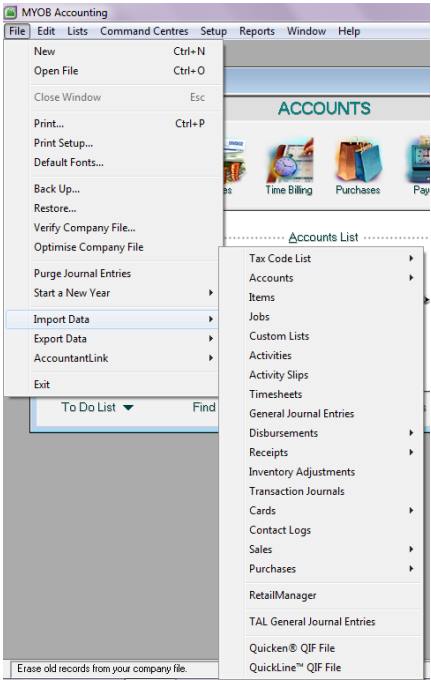 MYOB Accounting
File Edit Lists Command Centres Setup Reports Window Help
New Ctrl+N
Open File Ctrl+O
Close Window Esc
Print... Ctrl+P
Print Setup...
Default Fonts...
Back Up...
Restore...
Verify Company File...
Optimise Company File
Purge Journal Entries
Start a New Year
Import Data
Export Data
AccountantLink
Exit
ACCOUNTS
Time Billing Purchases
Accounts List
Tax Code List
Accounts
Items
Jobs
Custom Lists
Activities
Activity Slips
Timesheets
General Journal Entries
Disbursements
Receipts
Inventory Adjustments
Transaction Journals
Cards
Contact Logs
Sales
Purchases
RetailManager
TAL General Journal Entries
Quicken® QIF File
QuickLine™ QIF File
To Do List Find
Erase old records from your company file.